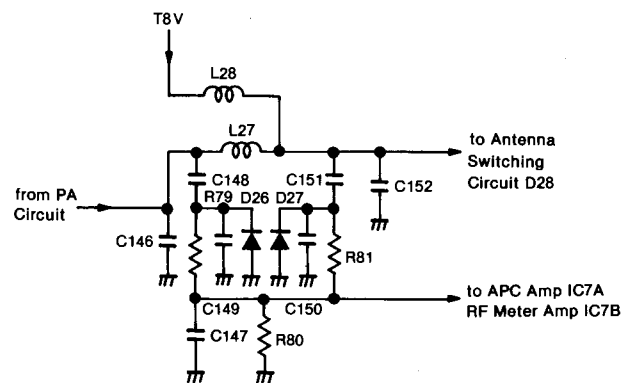 T8V
L28
L27
to Antenna
Switching
Circuit D28
C148
C151
C152
from PA
Circuit
R79
D26
D27
C146
R81
C149
C150
to APC Amp IC7A
RF Meter Amp IC7B
C147
R80